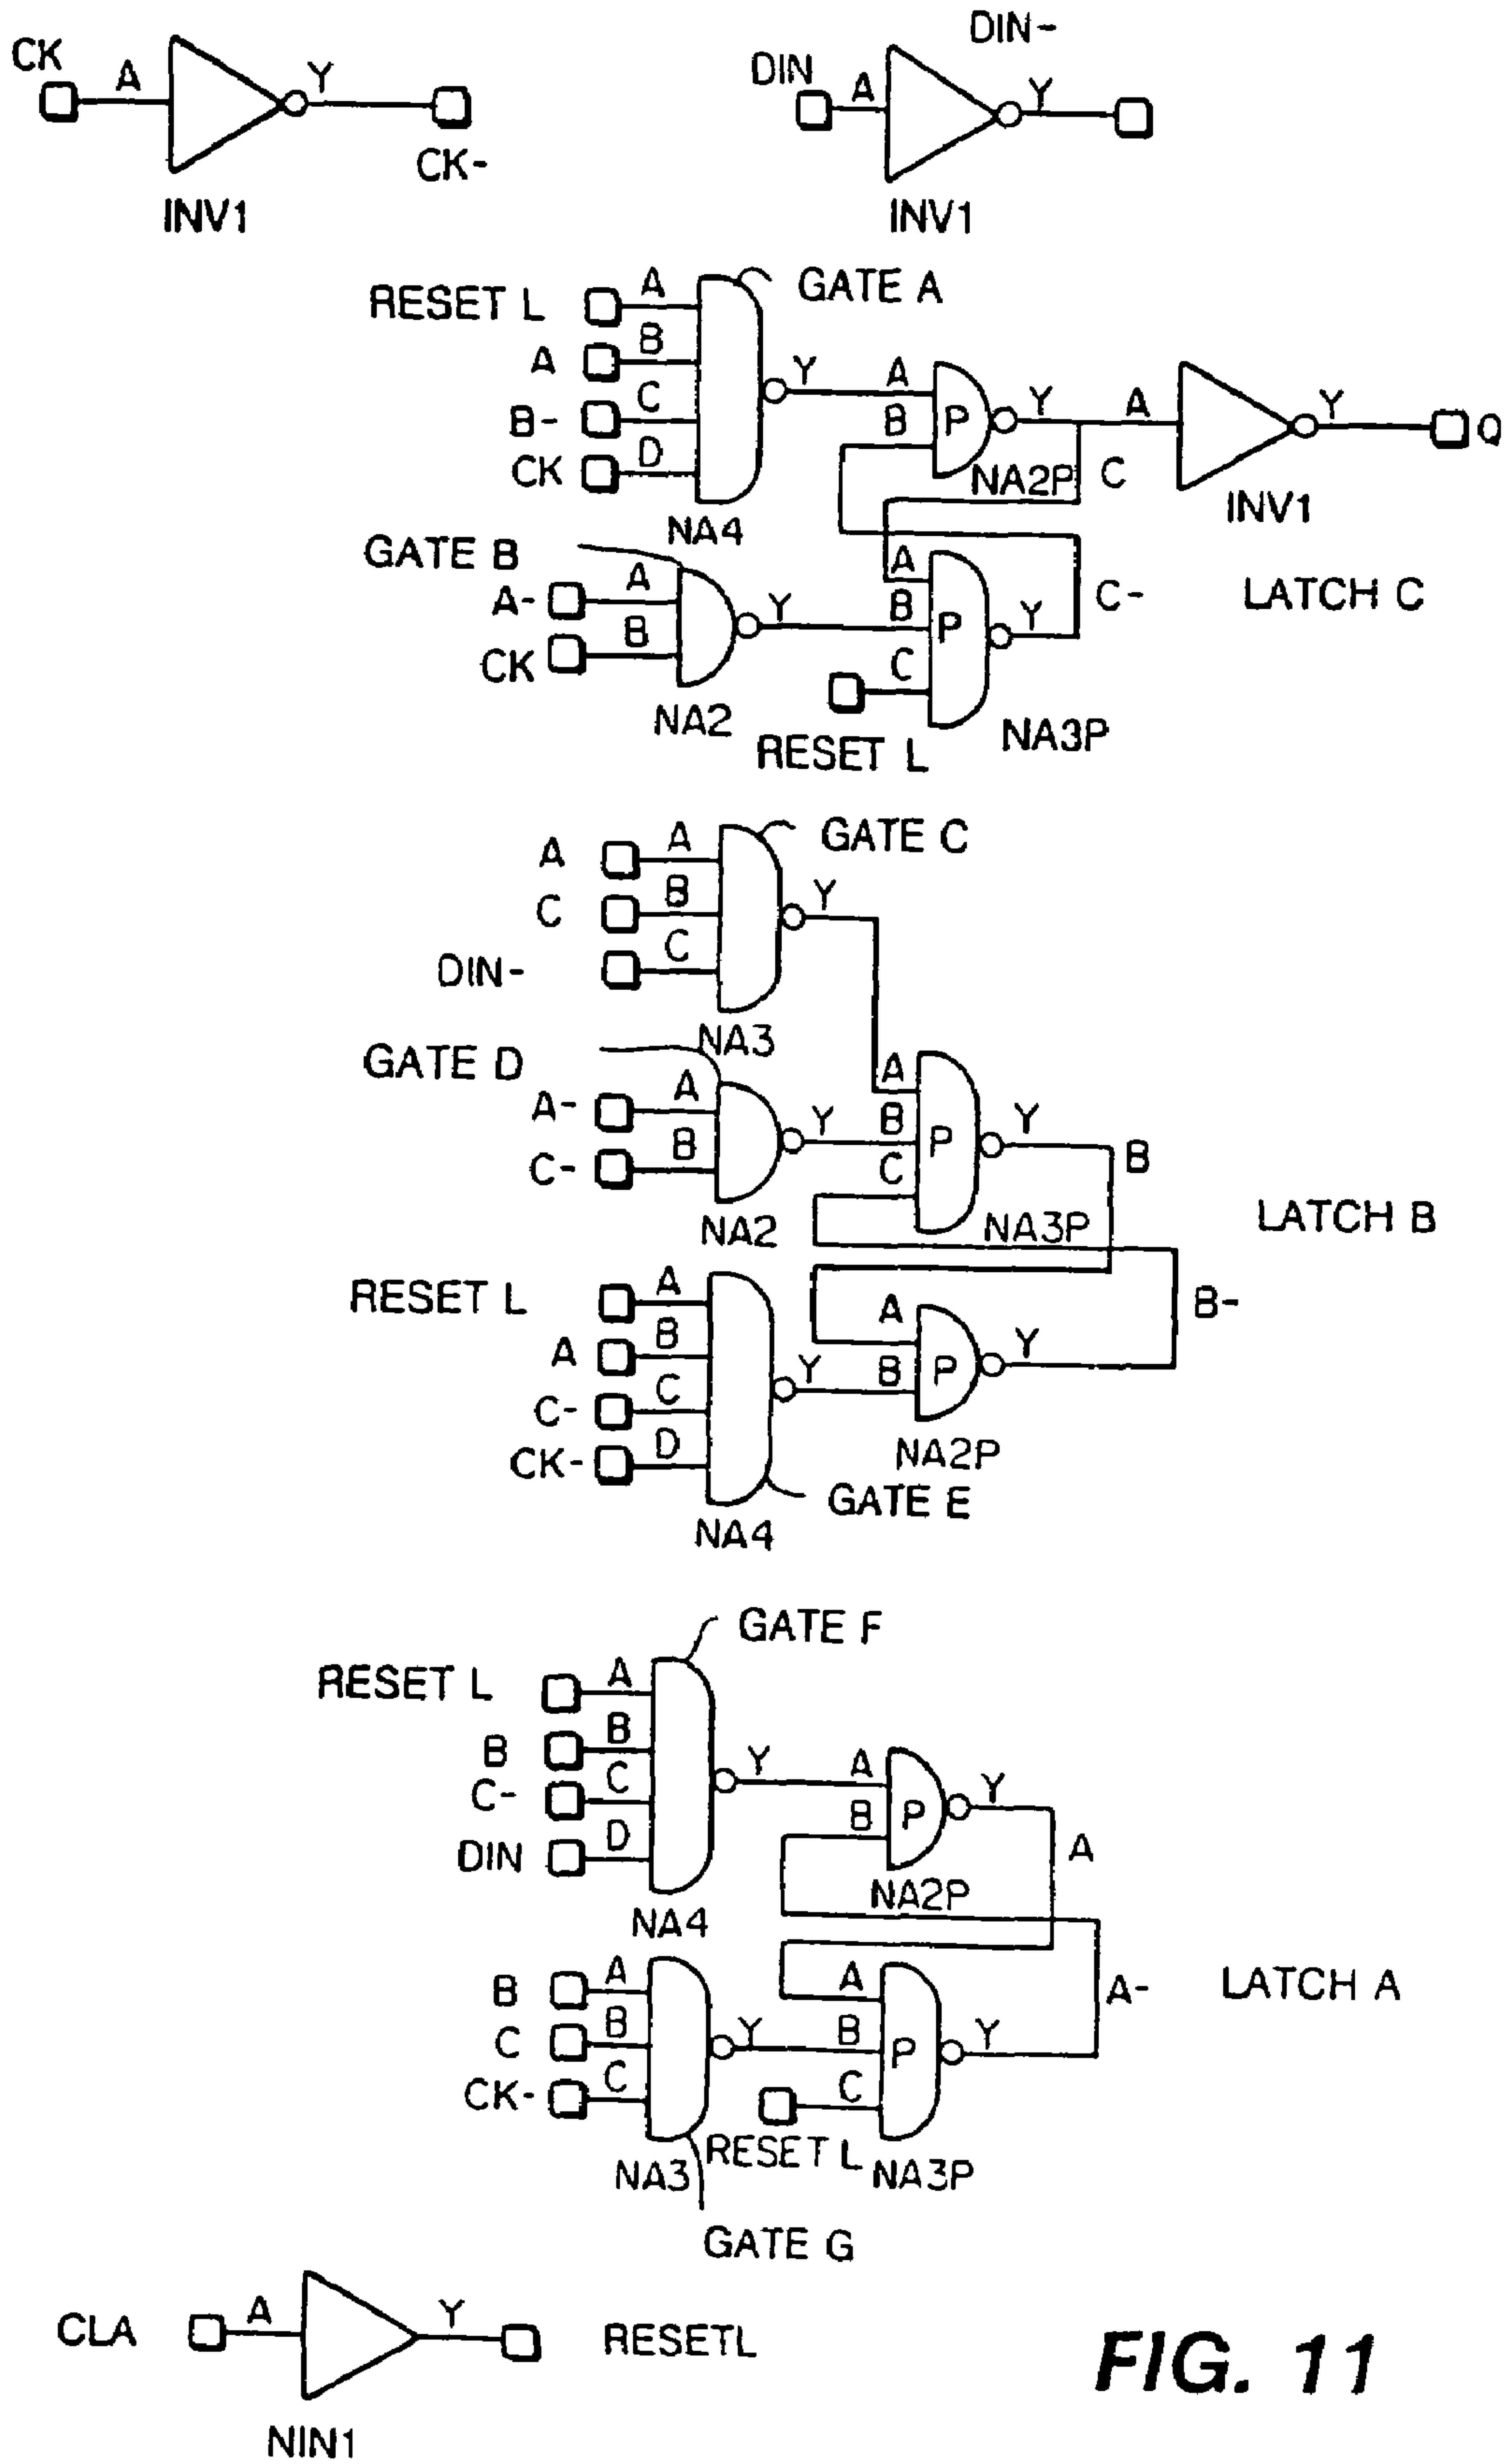 CK
A
Y
CK-
INV1
DIN
A
DIN-
Y
INV1
RESET L
A
GATE A
A
B
B-
C
CK
D
NA4
Y
A
B
P
NA2P
Y
A
C
Y
Q
INV1
GATE B
A-
A
CK
B
NA2
Y
A
B
C
P
Y
C-
LATCH C
RESET L
NA3P
A
A
GATE C
C
B
DIN-
C
NA3
Y
GATE D
A-
A
C-
B
NA2
Y
A
B
C
P
NA3P
Y
B
LATCH B
RESET L
A
A
B
C-
C
CK-
D
NA4
GATE E
Y
A
B
P
NA2P
Y
B-
GATE F
RESET L
A
B
B
C-
C
DIN
D
NA4
Y
A
B
P
NA2P
Y
A
B
A
C
B
CK-
C
NA3
GATE G
Y
A
B
C
P
RESET L
NA3P
Y
A-
LATCH A
CLA
A
Y
RESETL
NIN1
FIG. 11